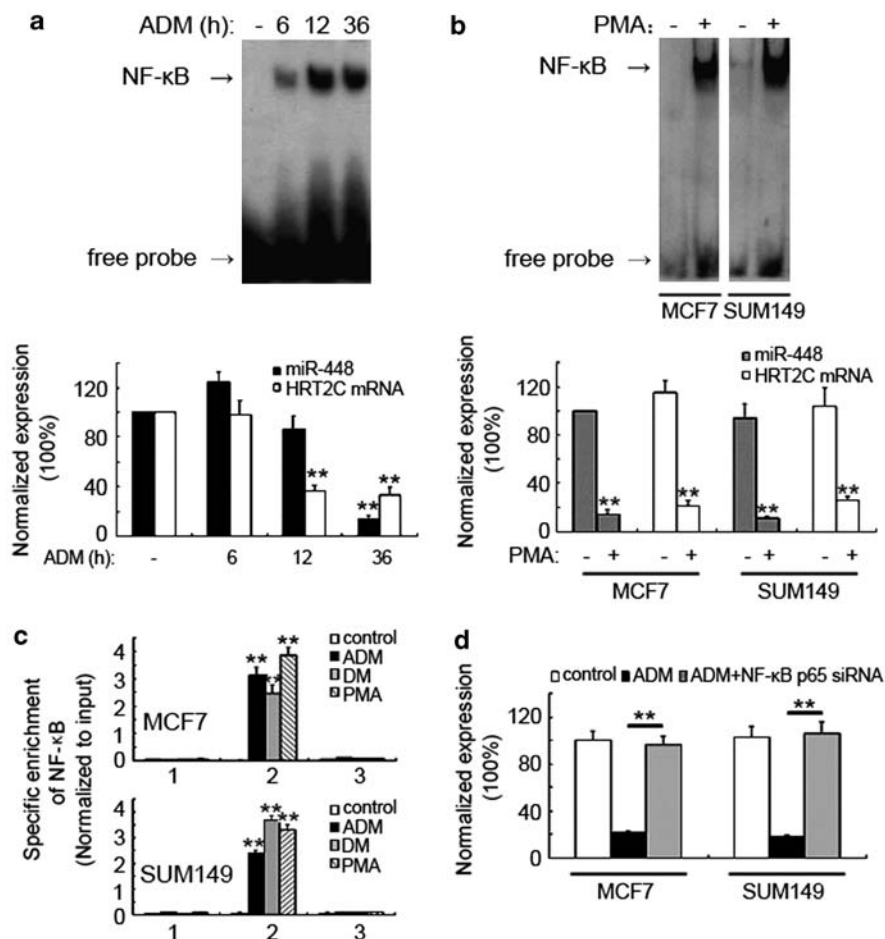 a
ADM (h): - 6 12 36
NF-κB →
free probe →
Normalized expression
(100%)
120
80
40
0
miR-448
HRT2C mRNA
**
**
**
ADM (h): - 6 12 36
b
PMA: - + - +
NF-κB →
free probe →
MCF7 SUM149
Normalized expression
(100%)
120
80
40
0
miR-448
HRT2C mRNA
**
**
**
**
PMA: - + - + - + - +
MCF7 SUM149
c
Specific enrichment
of NF-κB
(Normalized to input)
4
3
2
1
0
MCF7
control
ADM
DM
PMA
**
**
**
1 2 3
4
3
2
1
0
SUM149
control
ADM
DM
PMA
**
**
**
1 2 3
d
control ADM ADM+NF-κB p65 siRNA
Normalized expression
(100%)
120
80
40
0
**
**
MCF7 SUM149